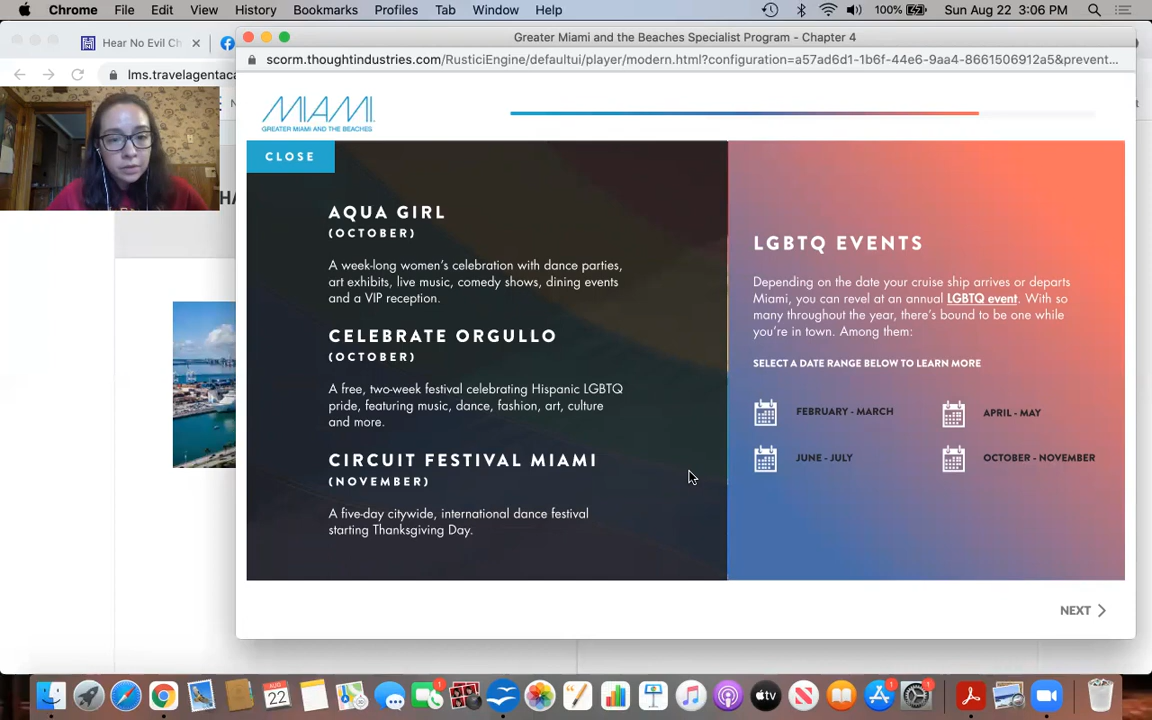 Chrome File Edit View History Bookmarks Profiles Tab Window Help 100% Sun Aug 22 3:06 PM
Hear No Evil Ch
Greater Miami and the Beaches Specialist Program - Chapter 4
lms.travelagentaca
scorm.thoughtindustries.com/RusticiEngine/defaultui/player/modern.html?configuration=a57ad6d1-1b6f-44e6-9aa4-8661506912a5&prevent...
MIAMI
GREATER MIAMI AND THE BEACHES
CLOSE
AQUA GIRL
(OCTOBER)
A week-long women's celebration with dance parties,
art exhibits, live music, comedy shows, dining events
and a VIP reception.
CELEBRATE ORGULLO
(OCTOBER)
A free, two-week festival celebrating Hispanic LGBTQ
pride, featuring music, dance, fashion, art, culture
and more.
CIRCUIT FESTIVAL MIAMI
(NOVEMBER)
A five-day citywide, international dance festival
starting Thanksgiving Day.
LGBTQ EVENTS
Depending on the date your cruise ship arrives or departs
Miami, you can revel at an annual LGBTQ event. With so
many throughout the year, there's bound to be one while
you're in town. Among them:
SELECT A DATE RANGE BELOW TO LEARN MORE
FEBRUARY - MARCH
APRIL - MAY
JUNE - JULY
OCTOBER - NOVEMBER
NEXT
AUG
22
tv
1
1
1